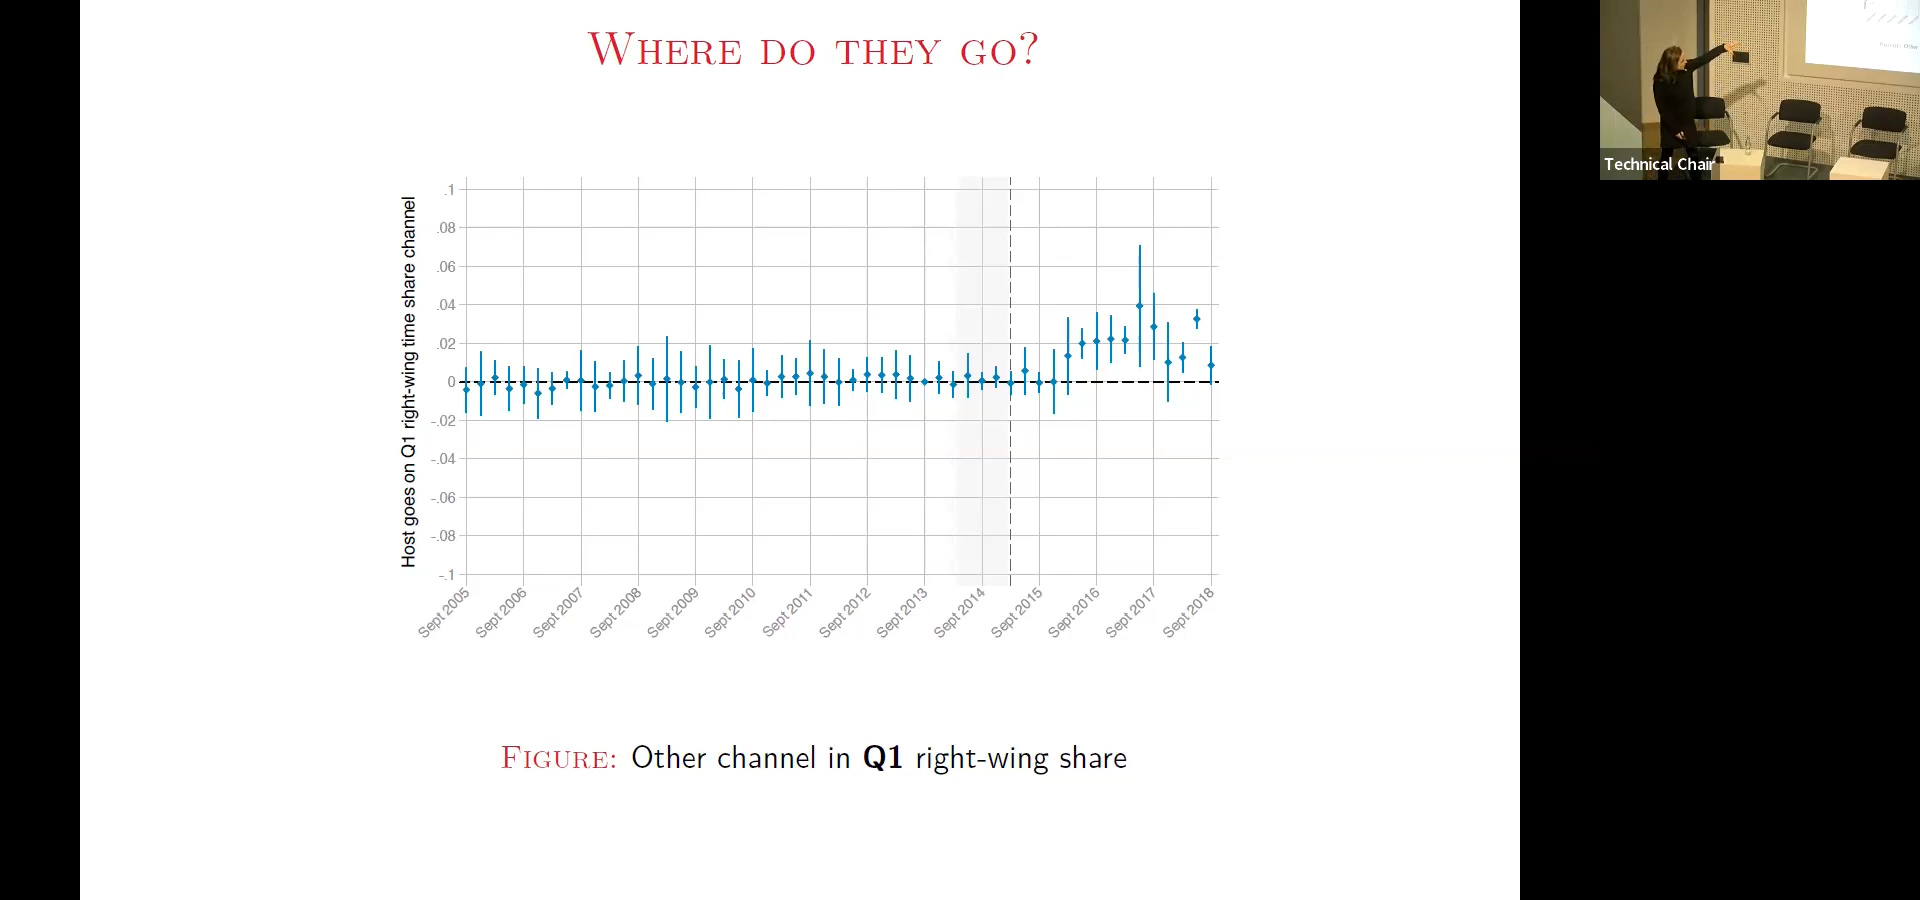 WHERE DO THEY GO?
Host goes on Q1 right-wing time share channel
.1
.08
.06
.04
.02
0
-.02
-.04
-.06
-.08
-.1
Sept 2005
Sept 2006
Sept 2007
Sept 2008
Sept 2009
Sept 2010
Sept 2011
Sept 2012
Sept 2013
Sept 2014
Sept 2015
Sept 2016
Sept 2017
Sept 2018
FIGURE: Other channel in Q1 right-wing share
Technical Chair